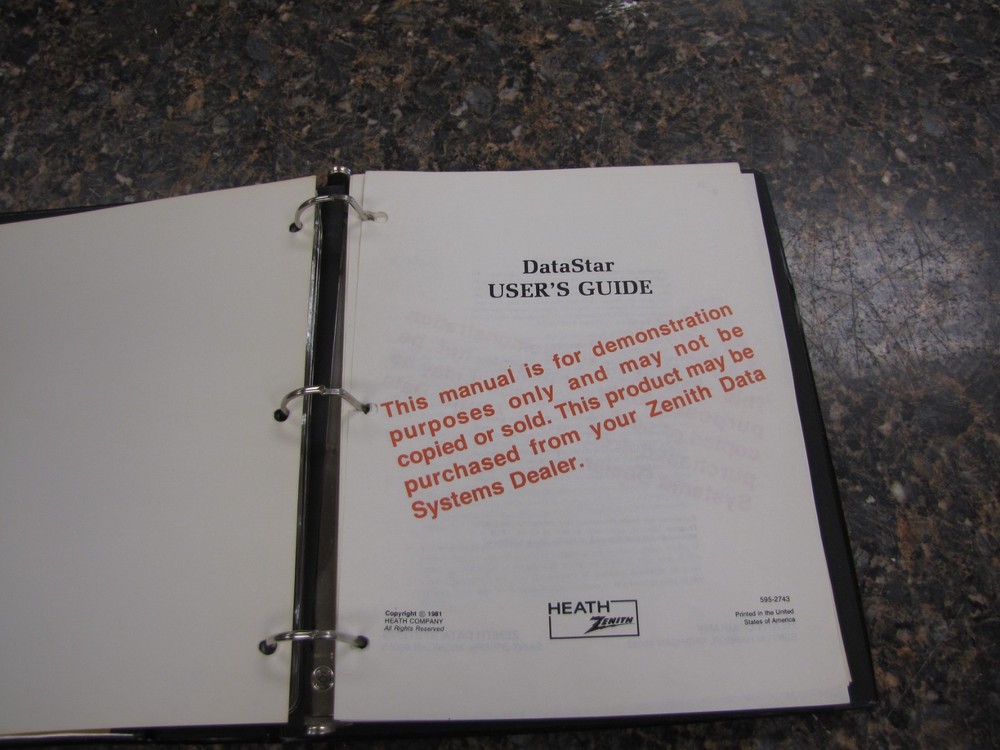 DataStar
USER'S GUIDE
This manual is for demonstration
purposes only and may not be
copied or sold. This product may be
purchased from your Zenith Data
Systems Dealer.
Copyright © 1981
HEATH COMPANY
All Rights Reserved
HEATH
ZENITH
595-2743
Printed in the United
States of America